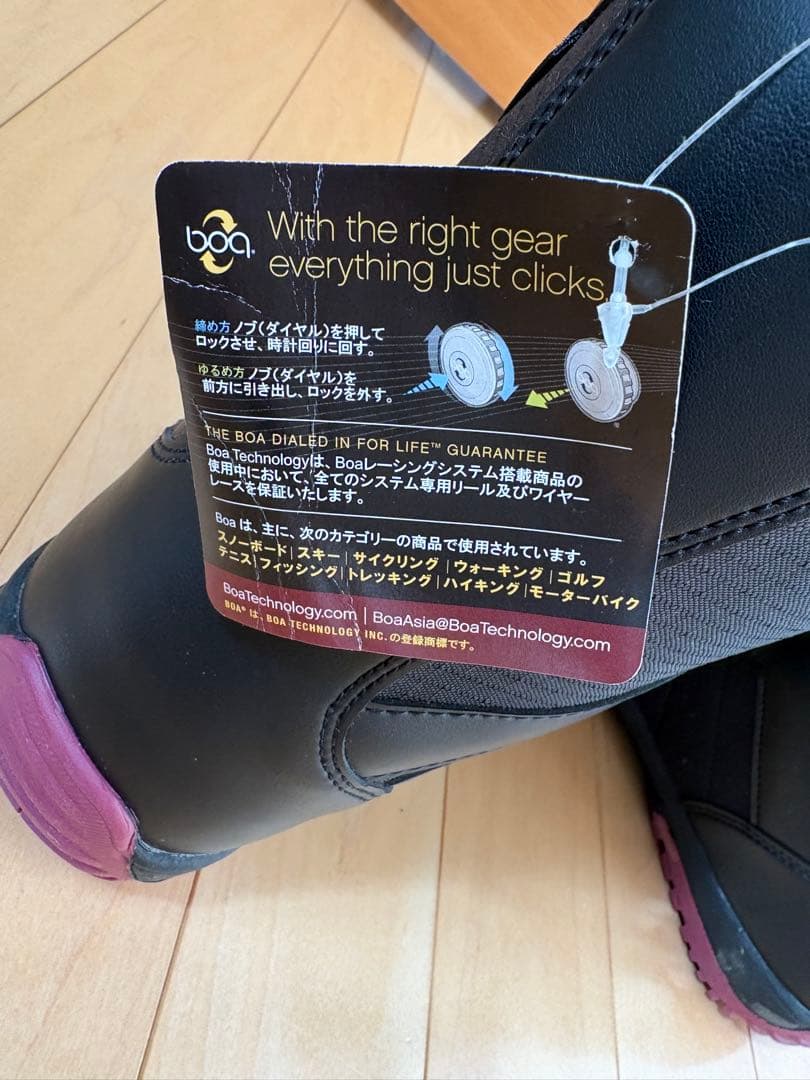 boa®
With the right gear
everything just clicks.
締め方 ノブ(ダイヤル)を押して
ロックさせ、時計回りに回す。
ゆるめ方 ノブ(ダイヤル)を
前方に引き出し、ロックを外す。
THE BOA DIALED IN FOR LIFE™ GUARANTEE
Boa Technologyは、Boaレーシングシステム搭載商品の
使用中において、全てのシステム専用リール及びワイヤー
レースを保証いたします。
Boa は、主に、次のカテゴリーの商品で使用されています。
スノーボード|スキー|サイクリング|ウォーキング|ゴルフ
テニス|フィッシング|トレッキング|ハイキング|モーターバイク
BoaTechnology.com | BoaAsia@BoaTechnology.com
BOA® は、BOA TECHNOLOGY INC. の登録商標です。